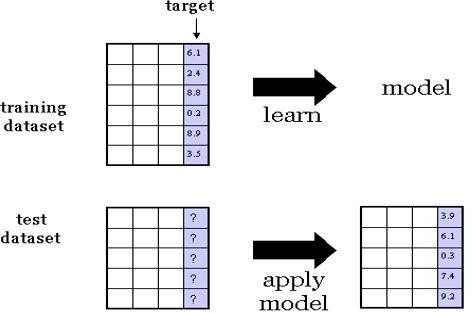 target
6.1
2.4
8.8
0.2
8.9
3.5
training
dataset
learn
model
test
dataset
?
?
?
?
?
apply
model
3.9
6.1
0.3
7.4
9.2